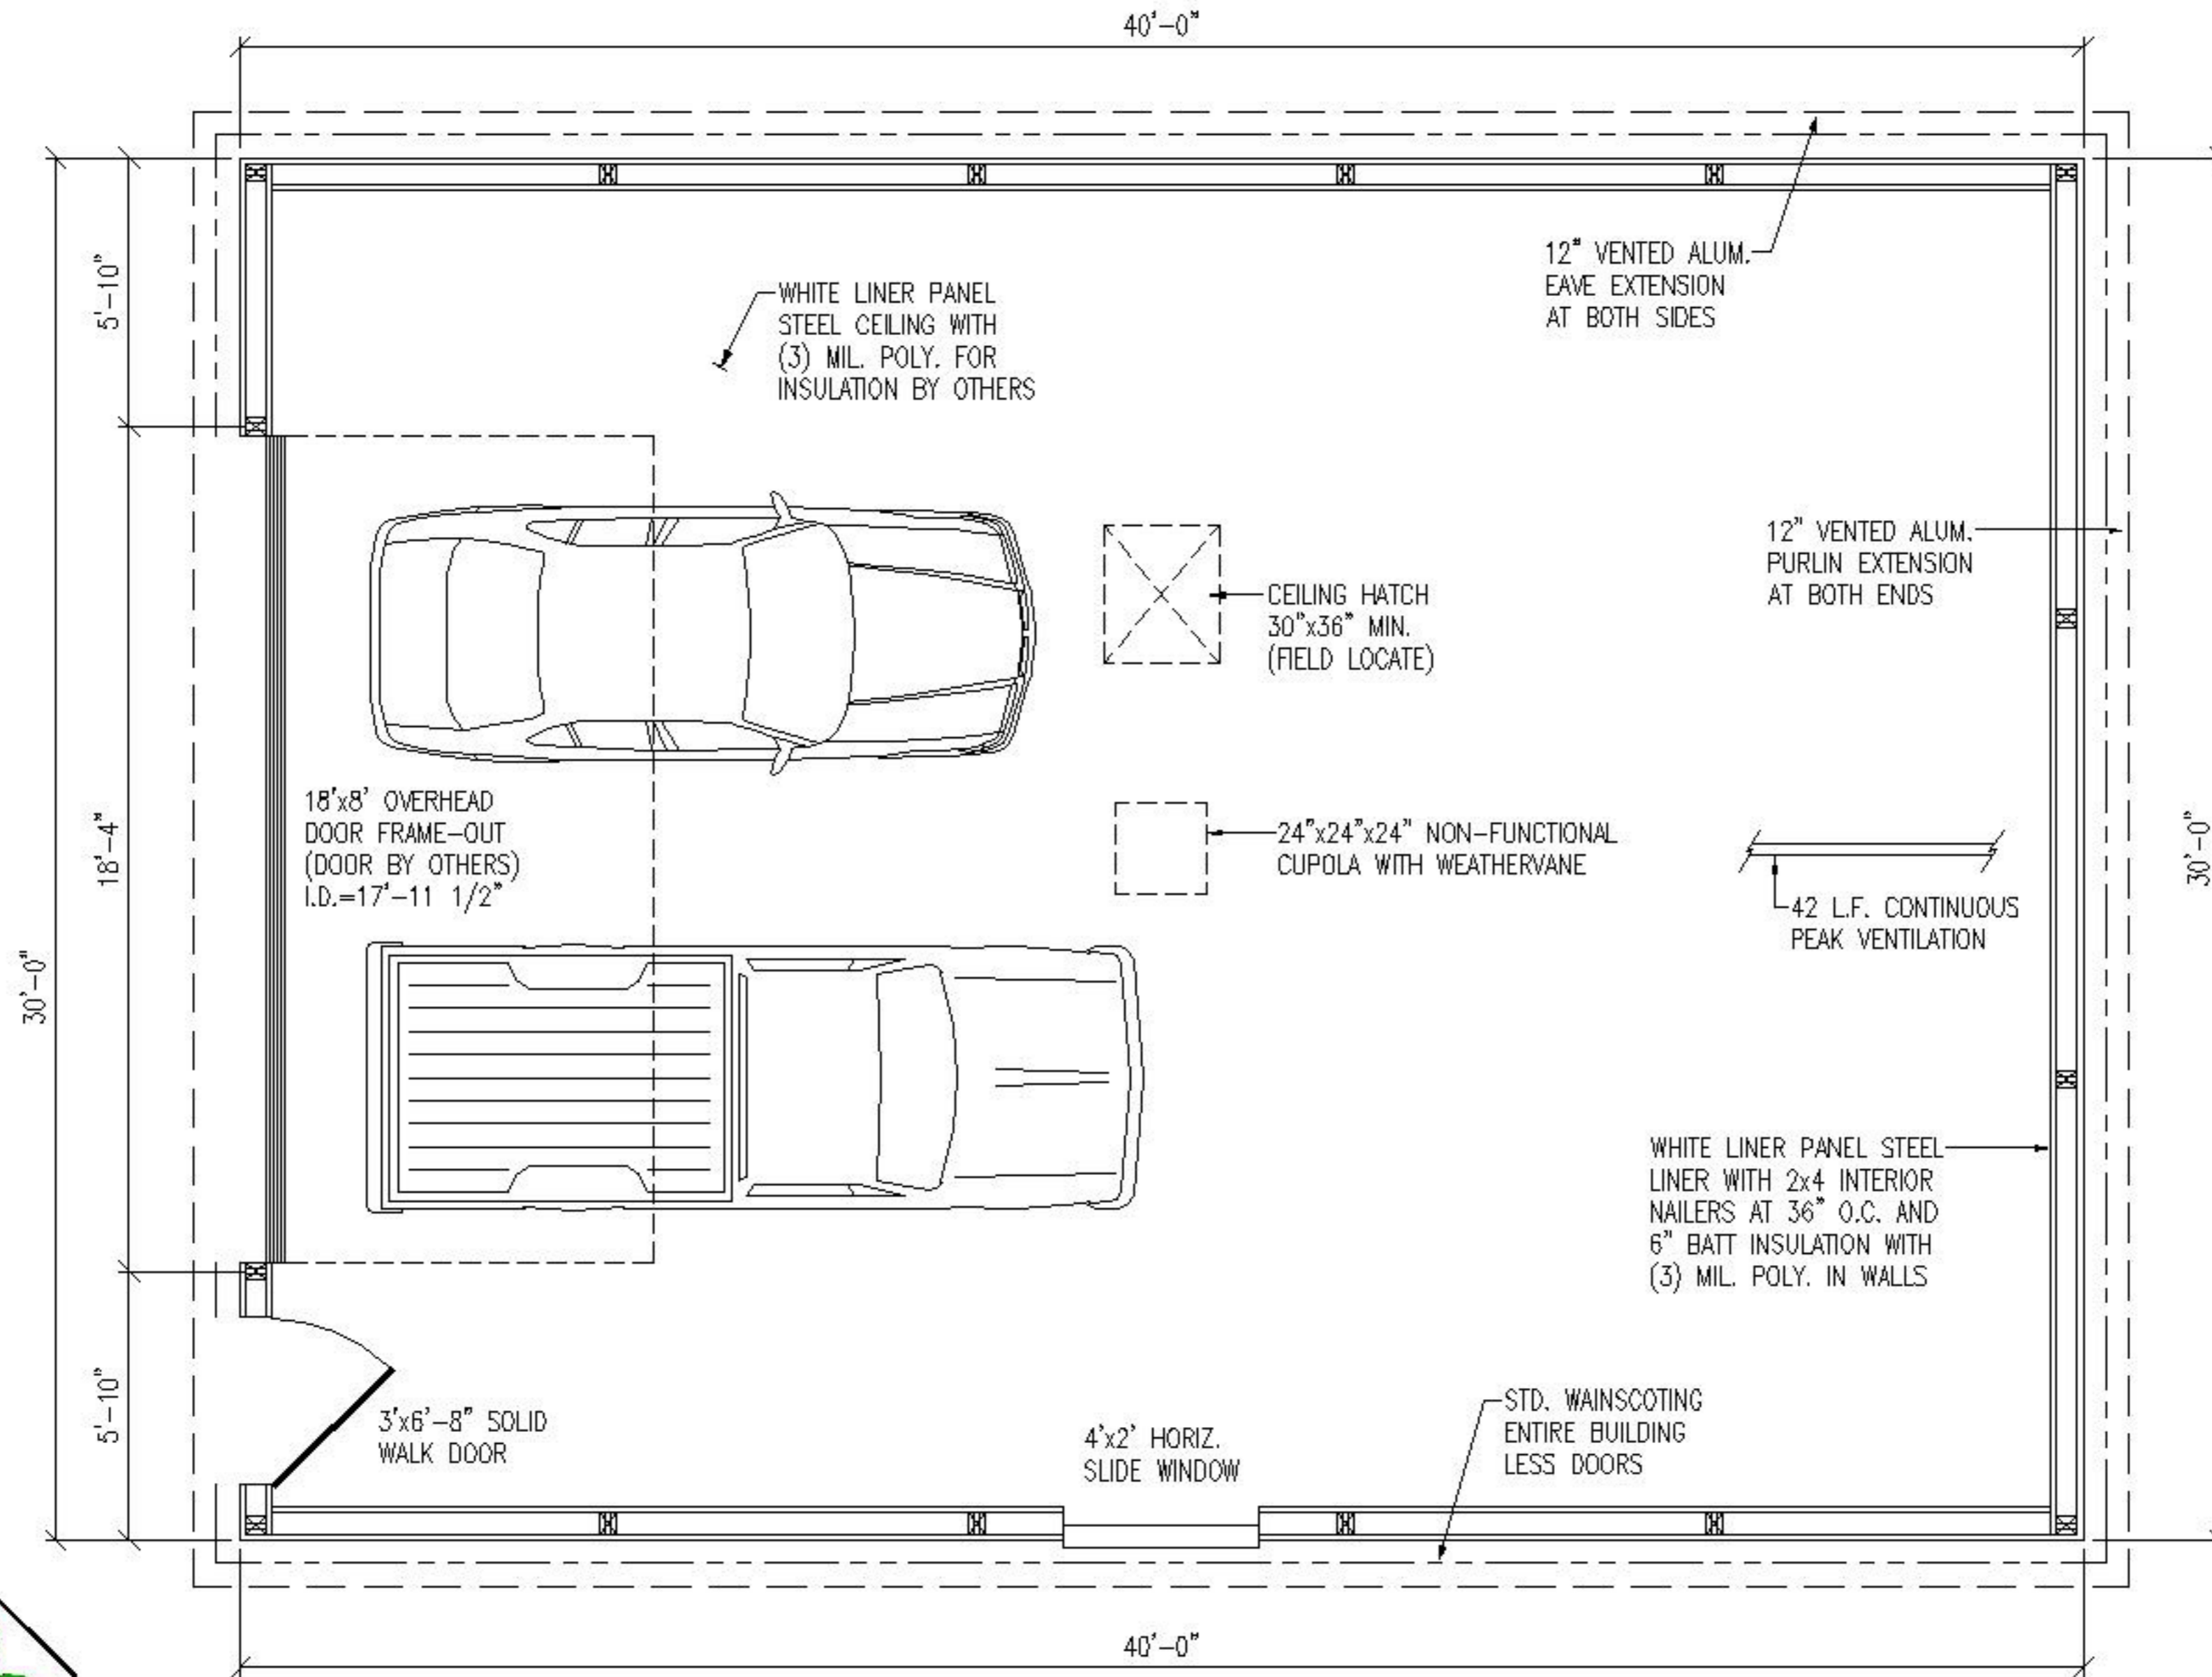 40'-0"
12" VENTED ALUM.
EAVE EXTENSION
AT BOTH SIDES
5'-10"
WHITE LINER PANEL
STEEL CEILING WITH
(3) MIL. POLY. FOR
INSULATION BY OTHERS
12" VENTED ALUM.
PURLIN EXTENSION
AT BOTH ENDS
CEILING HATCH
30"x36" MIN.
(FIELD LOCATE)
18'x8' OVERHEAD
DOOR FRAME-OUT
(DOOR BY OTHERS)
I.D.=17'-11 1/2"
18'-4"
24"x24"x24" NON-FUNCTIONAL
CUPOLA WITH WEATHERVANE
30'-0"
42 L.F. CONTINUOUS
PEAK VENTILATION
30'-0"
WHITE LINER PANEL STEEL
LINER WITH 2x4 INTERIOR
NAILERS AT 36" O.C. AND
6" BATT INSULATION WITH
(3) MIL. POLY. IN WALLS
5'-10"
3'x6'-8" SOLID
WALK DOOR
4'x2' HORIZ.
SLIDE WINDOW
STD. WAINSCOTING
ENTIRE BUILDING
LESS DOORS
40'-0"